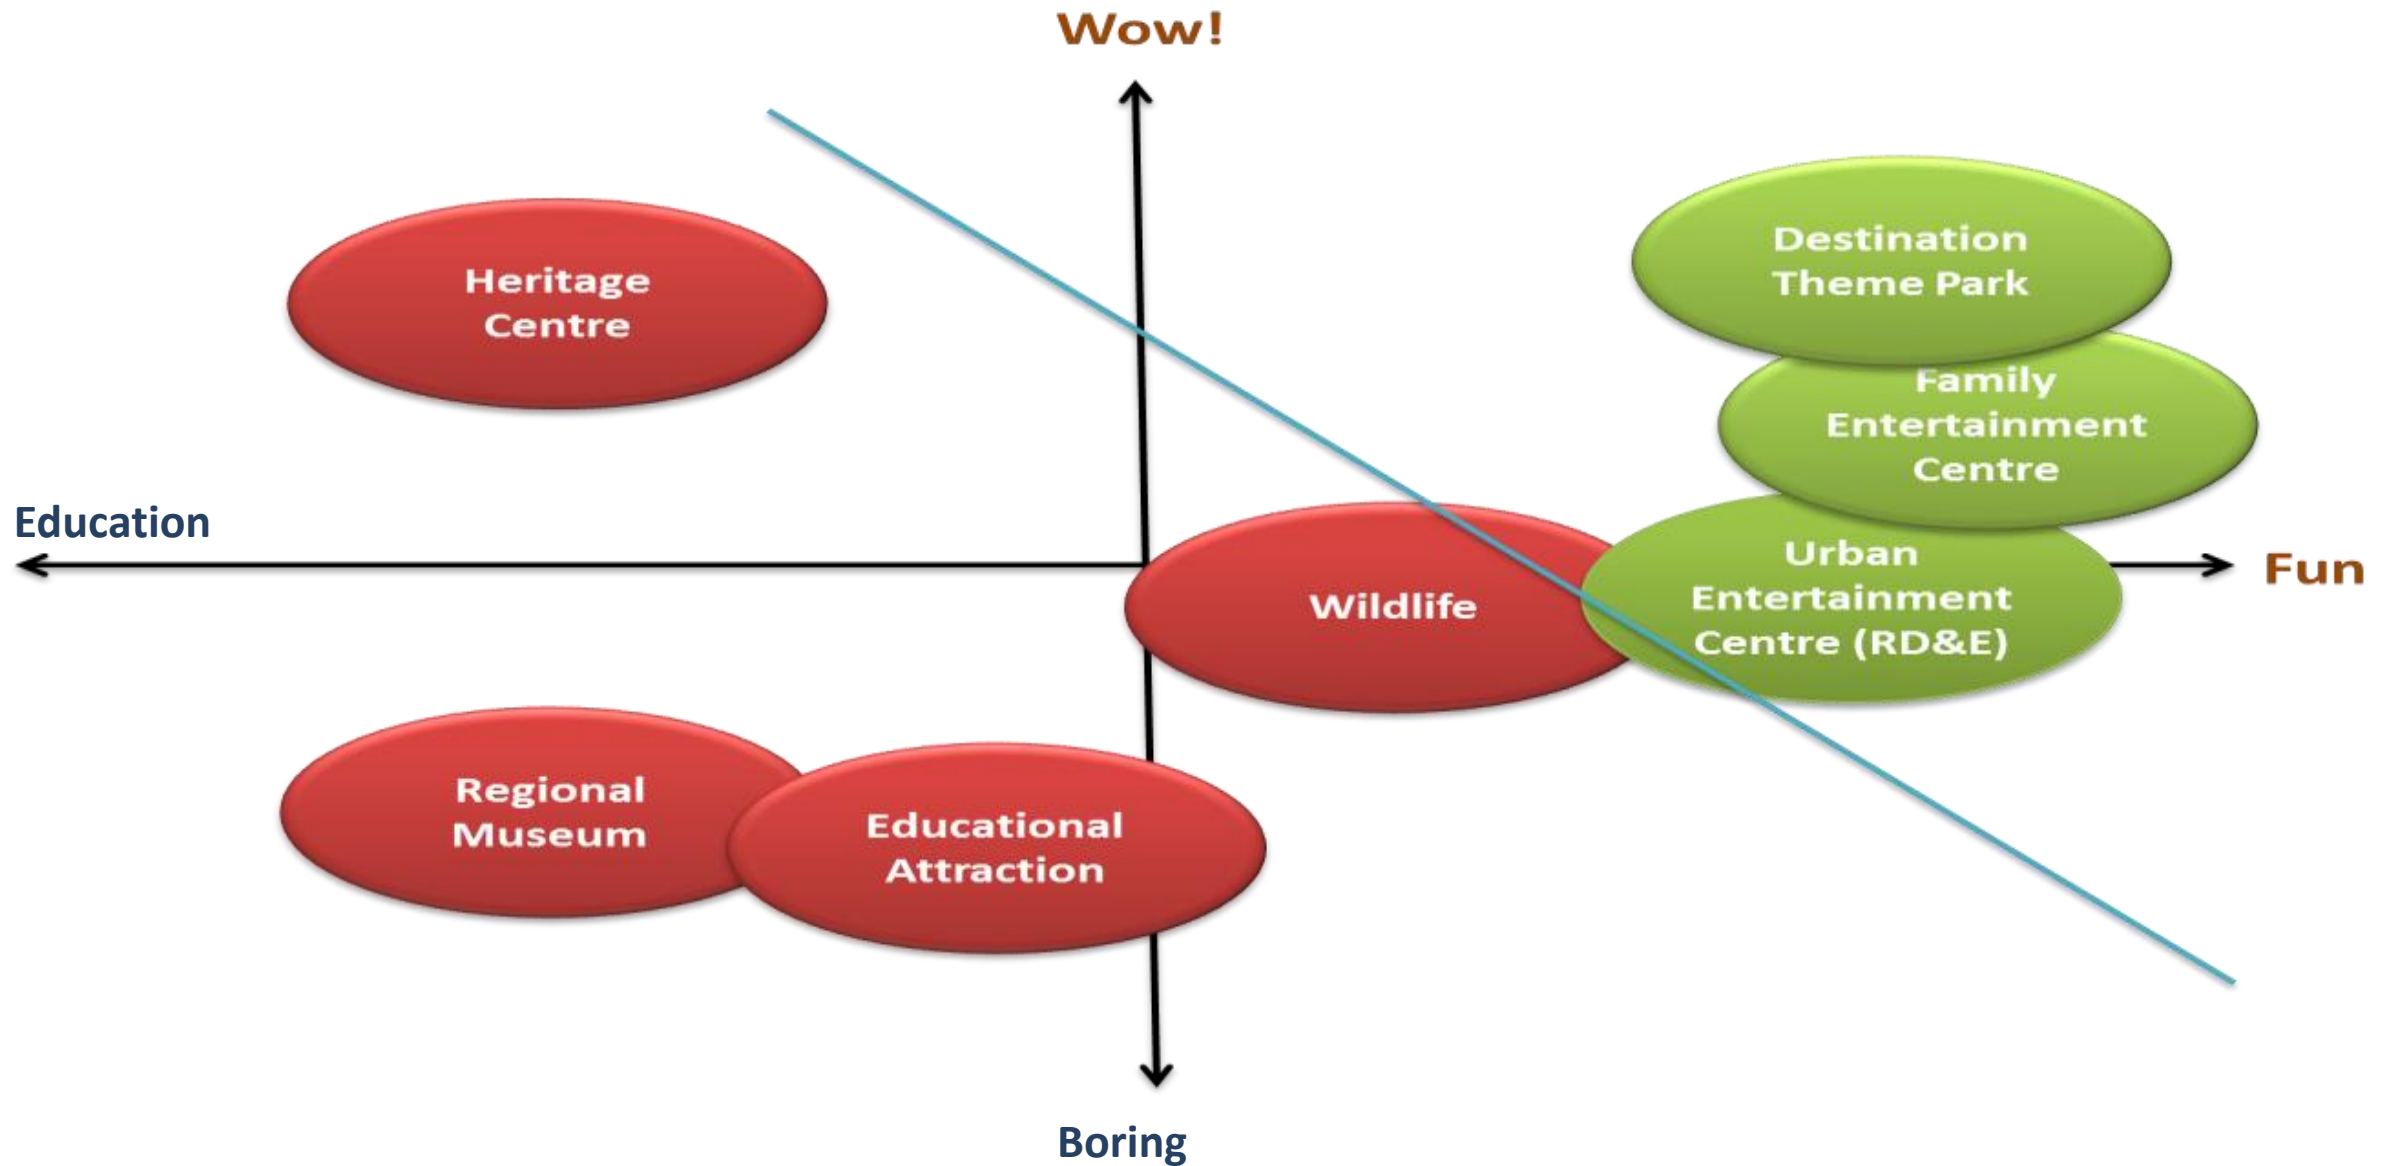 Wow!
Destination
Theme Park
Heritage
Centre
Family
Entertainment
Centre
Education
Fun
Urban
Entertainment
Centre (RD&E)
Wildlife
Regional
Museum
Educational
Attraction
Boring